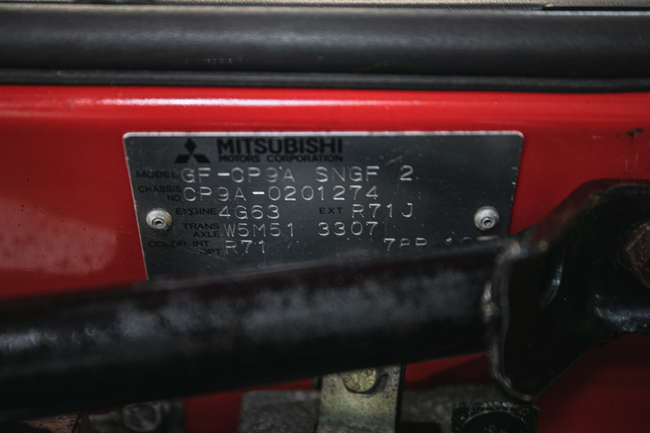 MITSUBISHI
MOTORS CORPORATION
MODEL GF-CP9A SNGF 2
CHASSIS NO. CP9A-0201274
ENGINE 4G63 EXT R71J
TRANS AXLE W5M51 3307
COLOR INT OPT R71